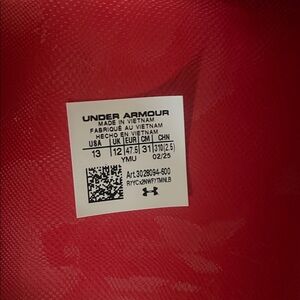 UNDER ARMOUR
MADE IN VIETNAM
FABRIQUÉ AU VIETNAM
HECHO EN VIETNAM
USA UK EUR CM CHN
13 12 47.5 31 310(2.5)
YMU 02/25
Art.3028094-600